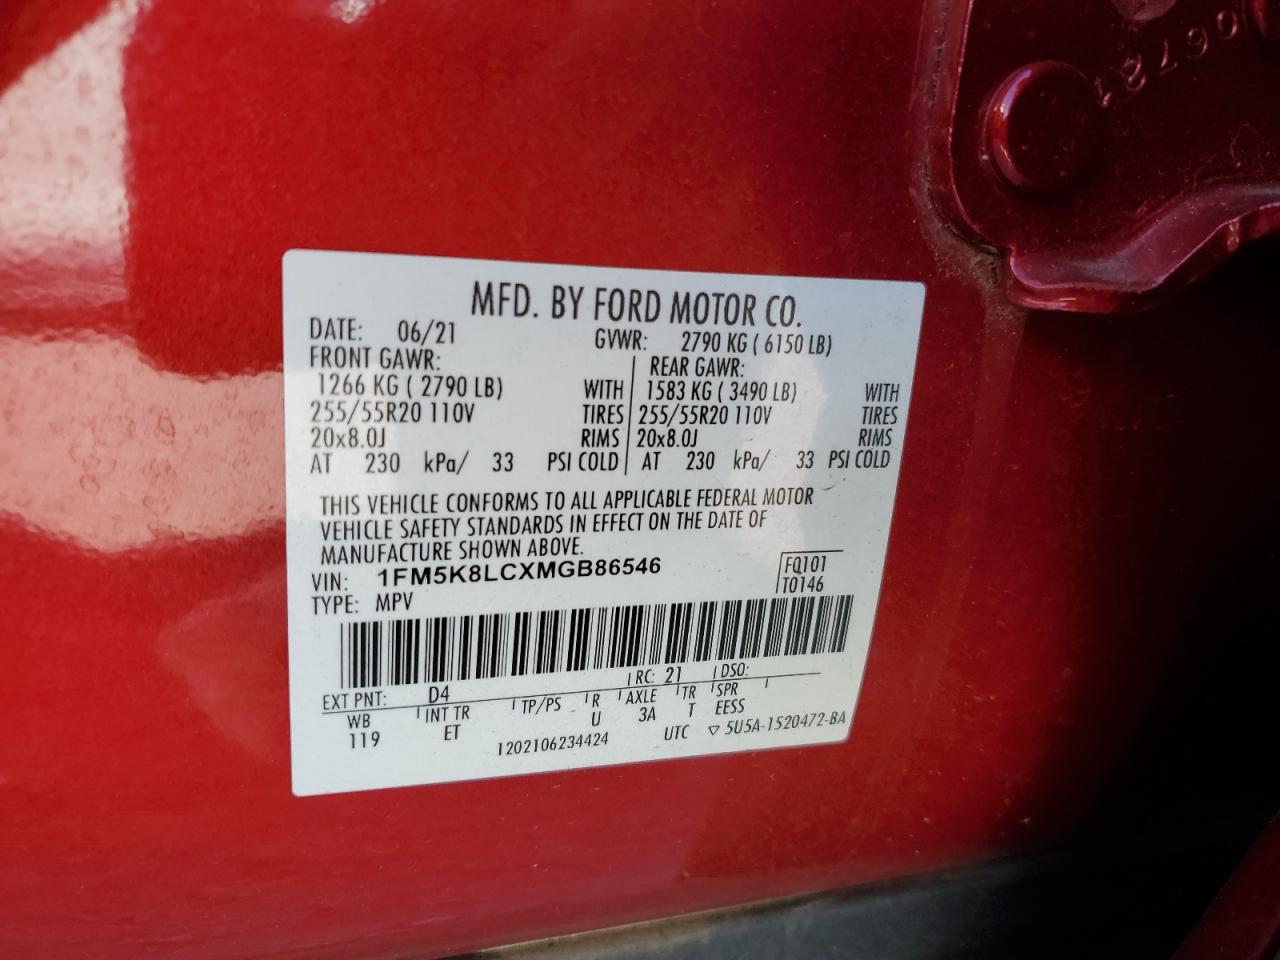 06721
MFD. BY FORD MOTOR CO.
DATE: 06/21 GVWR: 2790 KG ( 6150 LB)
FRONT GAWR: REAR GAWR:
1266 KG ( 2790 LB) WITH 1583 KG ( 3490 LB) WITH
255/55R20 110V TIRES 255/55R20 110V TIRES
20x8.0J RIMS 20x8.0J RIMS
AT 230 kPa/ 33 PSI COLD AT 230 kPa/ 33 PSI COLD
THIS VEHICLE CONFORMS TO ALL APPLICABLE FEDERAL MOTOR
VEHICLE SAFETY STANDARDS IN EFFECT ON THE DATE OF
MANUFACTURE SHOWN ABOVE.
VIN: 1FM5K8LCXMGB86546 FQ101
TYPE: MPV T0146
EXT PNT: D4 RC: 21 DSO:
WB INT TR TP/PS R AXLE TR SPR
119 ET U 3A T EESS
1202106234424 UTC ▽ 5U5A-1520472-BA